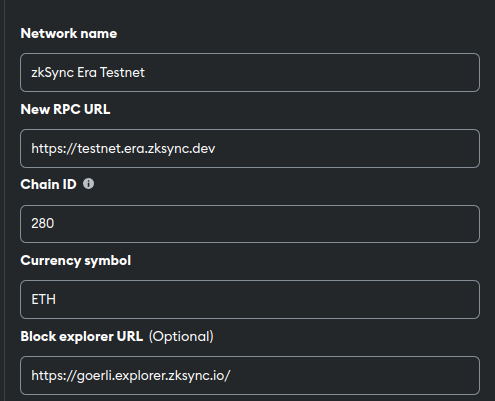 Network name
zkSync Era Testnet
New RPC URL
https://testnet.era.zksync.dev
Chain ID
280
Currency symbol
ETH
Block explorer URL (Optional)
https://goerli.explorer.zksync.io/